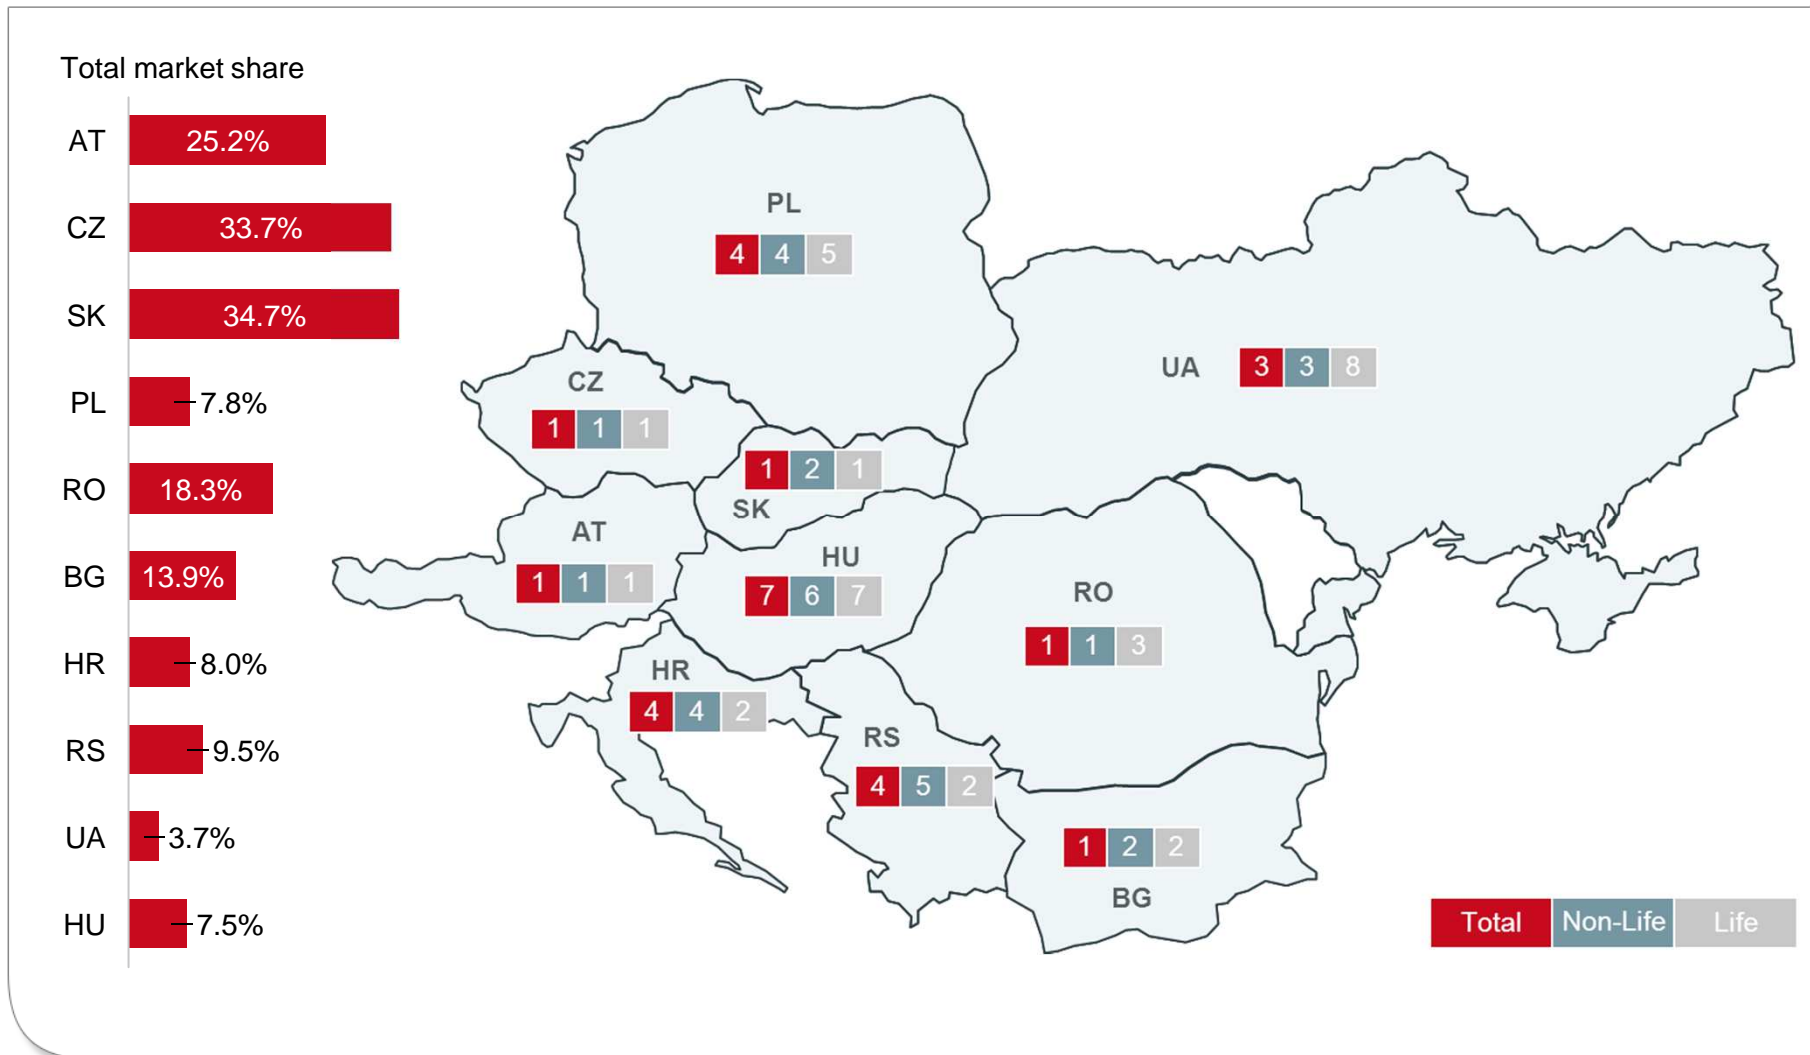 Total market share
AT 25.2%
CZ 33.7%
SK 34.7%
PL 7.8%
RO 18.3%
BG 13.9%
HR 8.0%
RS 9.5%
UA 3.7%
HU 7.5%
PL
4 4 5
UA 3 3 8
CZ
1 1 1
1 2 1
SK
AT
1 1 1
HU
7 6 7
RO
1 1 3
HR
4 4 2
RS
4 5 2
1 2 2
BG
Total Non-Life Life